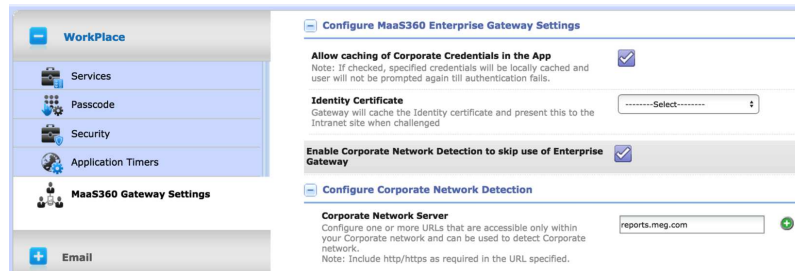 WorkPlace
Services
Passcode
Security
Application Timers
MaaS360 Gateway Settings
Email
Configure MaaS360 Enterprise Gateway Settings
Allow caching of Corporate Credentials in the App
Note: If checked, specified credentials will be locally cached and
user will not be prompted again till authentication fails.
Identity Certificate
Gateway will cache the Identity certificate and present this to the
Intranet site when challenged
--------Select--------
Enable Corporate Network Detection to skip use of Enterprise
Gateway
Configure Corporate Network Detection
Corporate Network Server
Configure one or more URLs that are accessible only within
your Corporate network and can be used to detect Corporate
network.
Note: Include http/https as required in the URL specified.
reports.meg.com